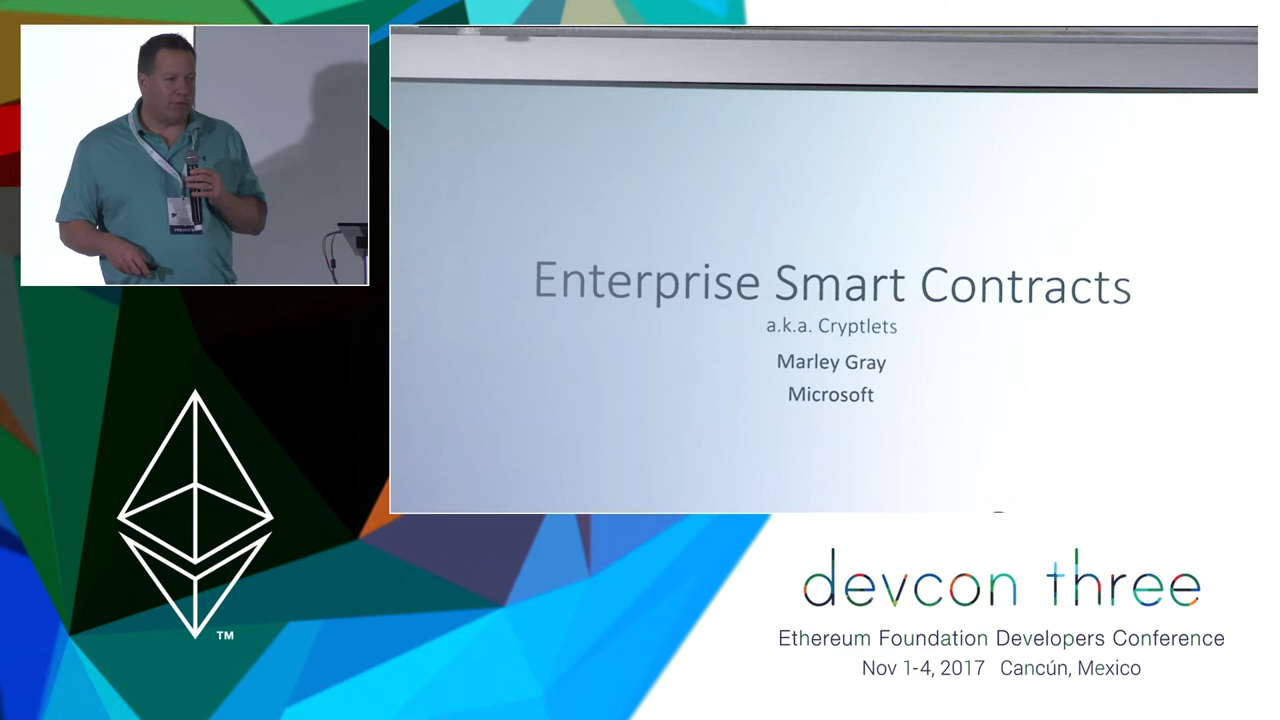 Enterprise Smart Contracts
a.k.a. Cryptlets
Marley Gray
Microsoft
TM
devcon three
Ethereum Foundation Developers Conference
Nov 1-4, 2017 Cancún, Mexico